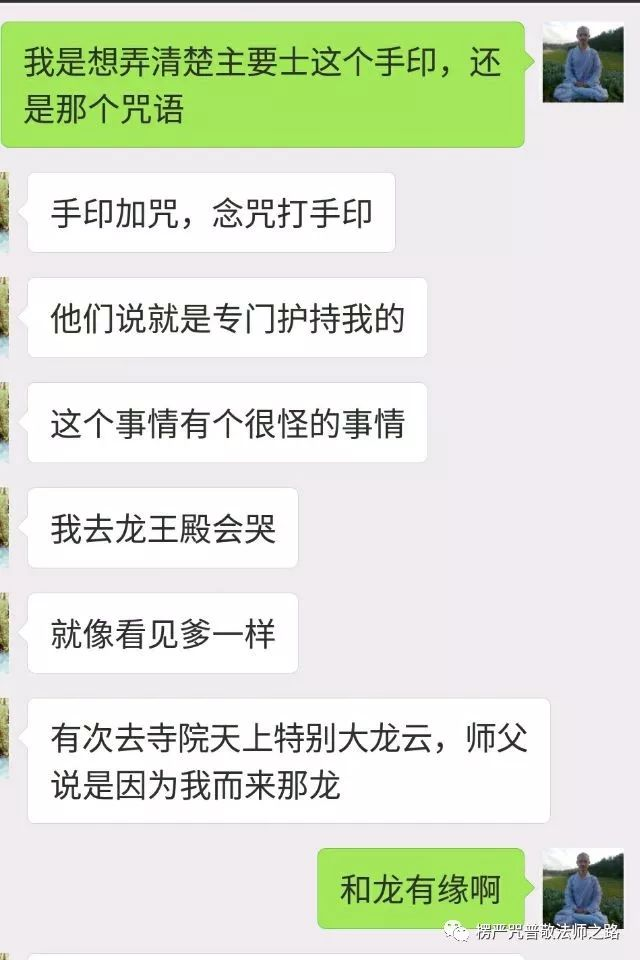 我是想弄清楚主要士这个手印，还
是那个咒语
手印加咒，念咒打手印
他们说就是专门护持我的
这个事情有个很怪的事情
我去龙王殿会哭
就像看见爹一样
有次去寺院天上特别大龙云，师父
说是因为我而来那龙
和龙有缘啊
楞严咒普敬法师之路